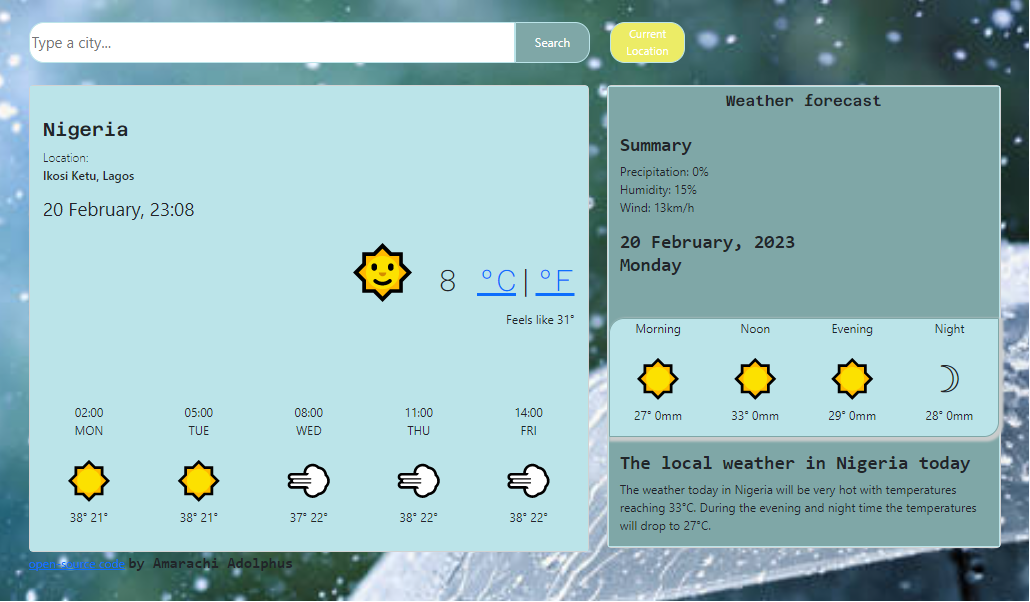 Type a city...
Search
Current
Location
Nigeria
Location:
Ikosi Ketu, Lagos
20 February, 23:08
8 °C | °F
Feels like 31°
02:00 05:00 08:00 11:00 14:00
MON TUE WED THU FRI
38° 21° 38° 21° 37° 22° 38° 22° 38° 22°
Weather forecast
Summary
Precipitation: 0%
Humidity: 15%
Wind: 13km/h
20 February, 2023
Monday
Morning Noon Evening Night
27° 0mm 33° 0mm 29° 0mm 28° 0mm
The local weather in Nigeria today
The weather today in Nigeria will be very hot with temperatures
reaching 33°C. During the evening and night time the temperatures
will drop to 27°C.
open-source code by Amarachi Adolphus